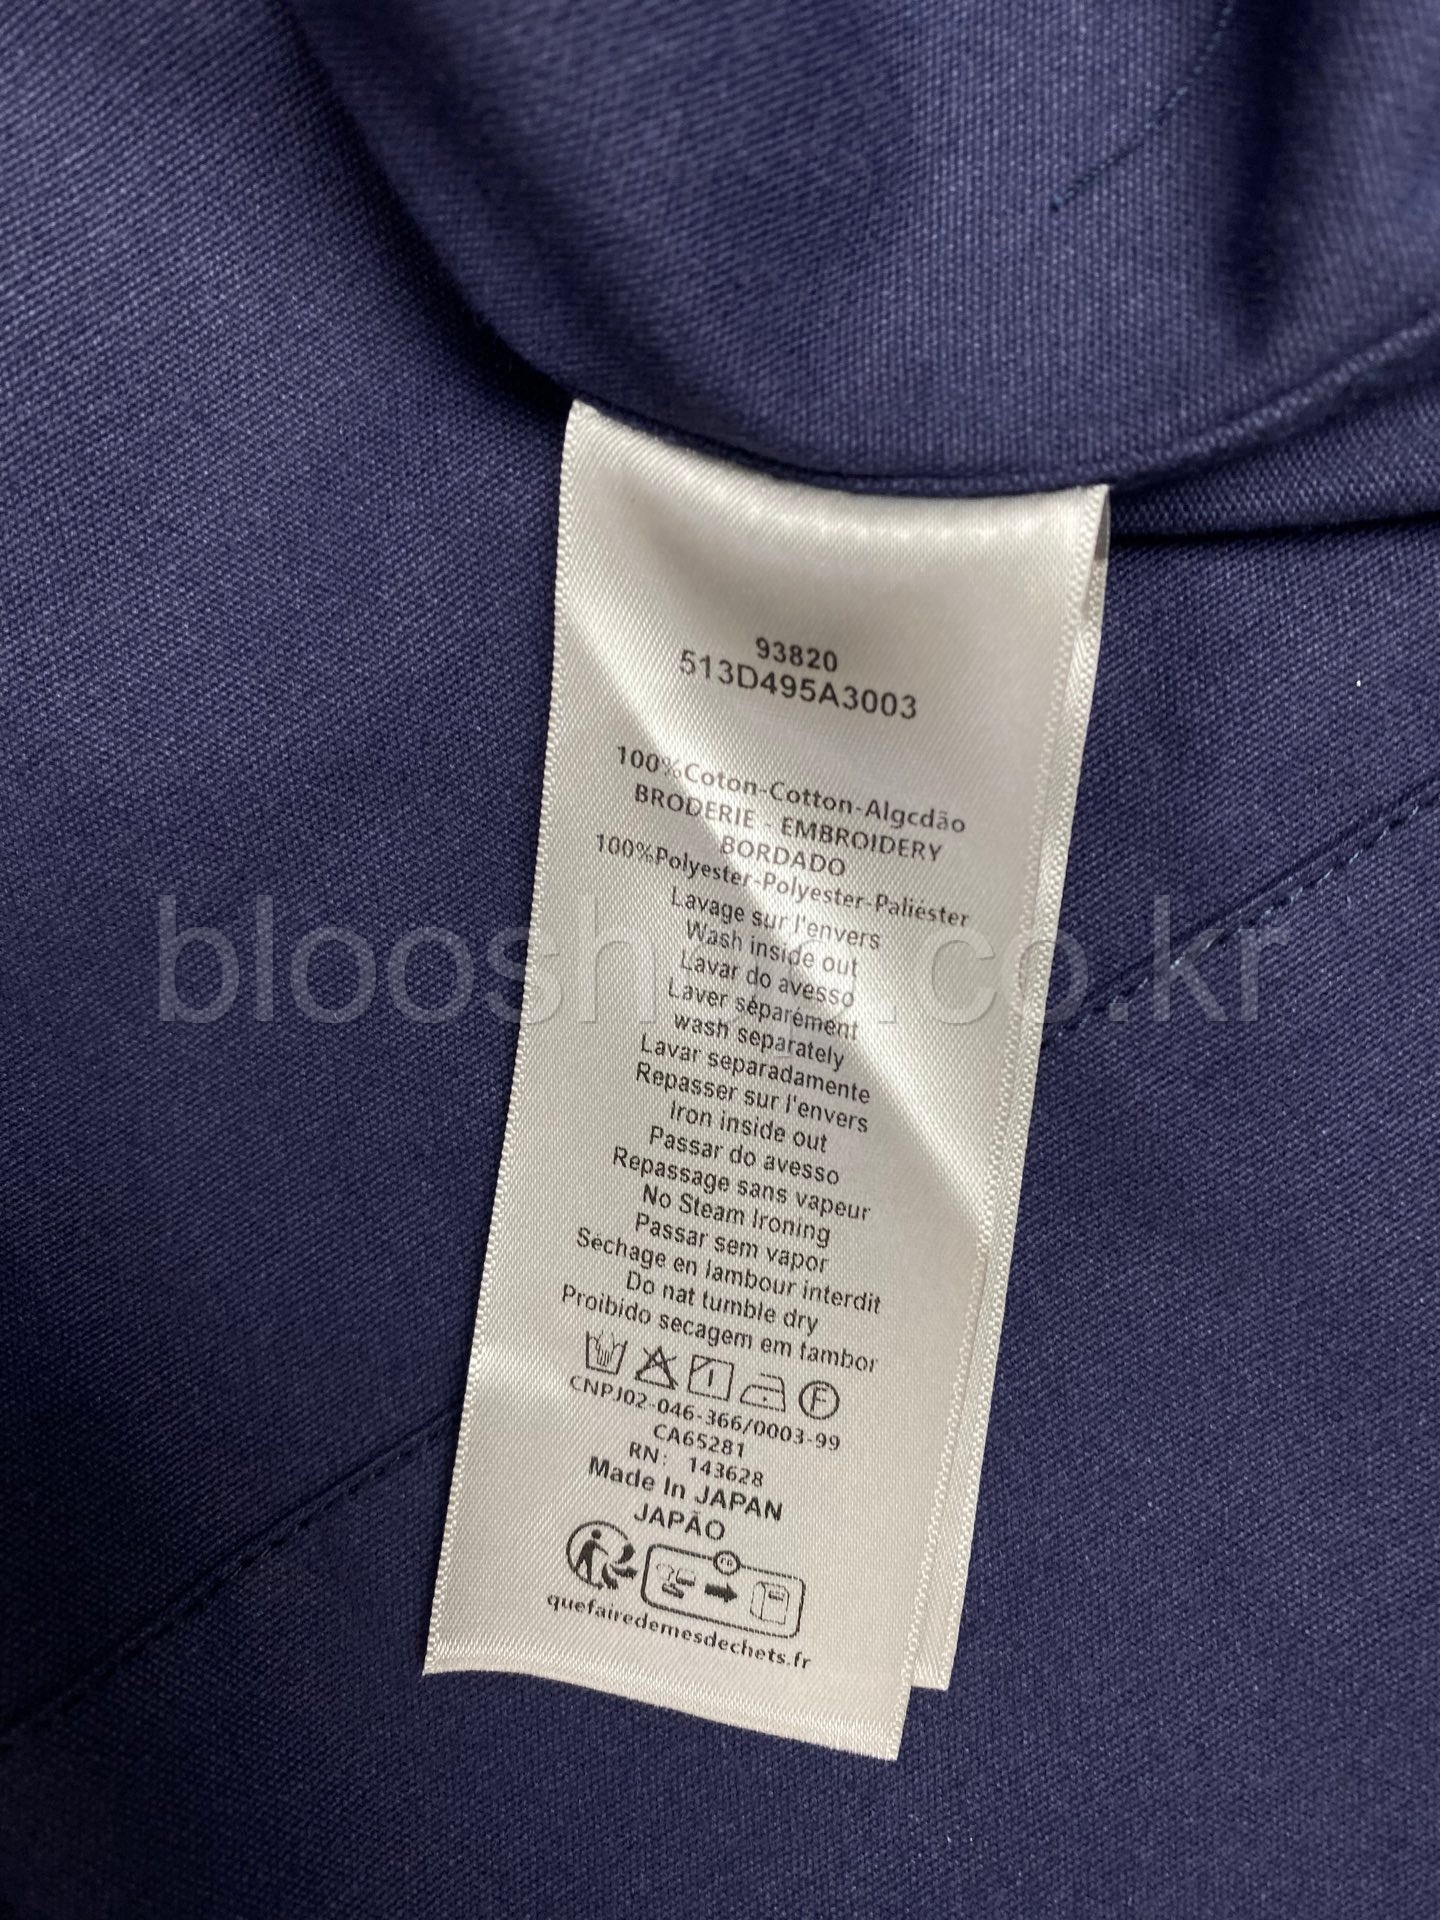 93820
513D495A3003
100%Coton-Cotton-Algcdão
BRODERIE - EMBROIDERY
BORDADO
100%Polyester-Polyester-Paliéster
Lavage sur l'envers
Wash inside out
Lavar do avesso
Laver séparément
wash separately
Lavar separadamente
Repasser sur l'envers
Iron inside out
Passar do avesso
Repassage sans vapeur
No Steam Ironing
Passar sem vapor
Sèchage en lambour interdit
Do nat tumble dry
Proibido secagem em tambor
F
CNPJ02-046-366/0003-99
CA65281
RN: 143628
Made In JAPAN
JAPÃO
quefairedemesdechets.fr